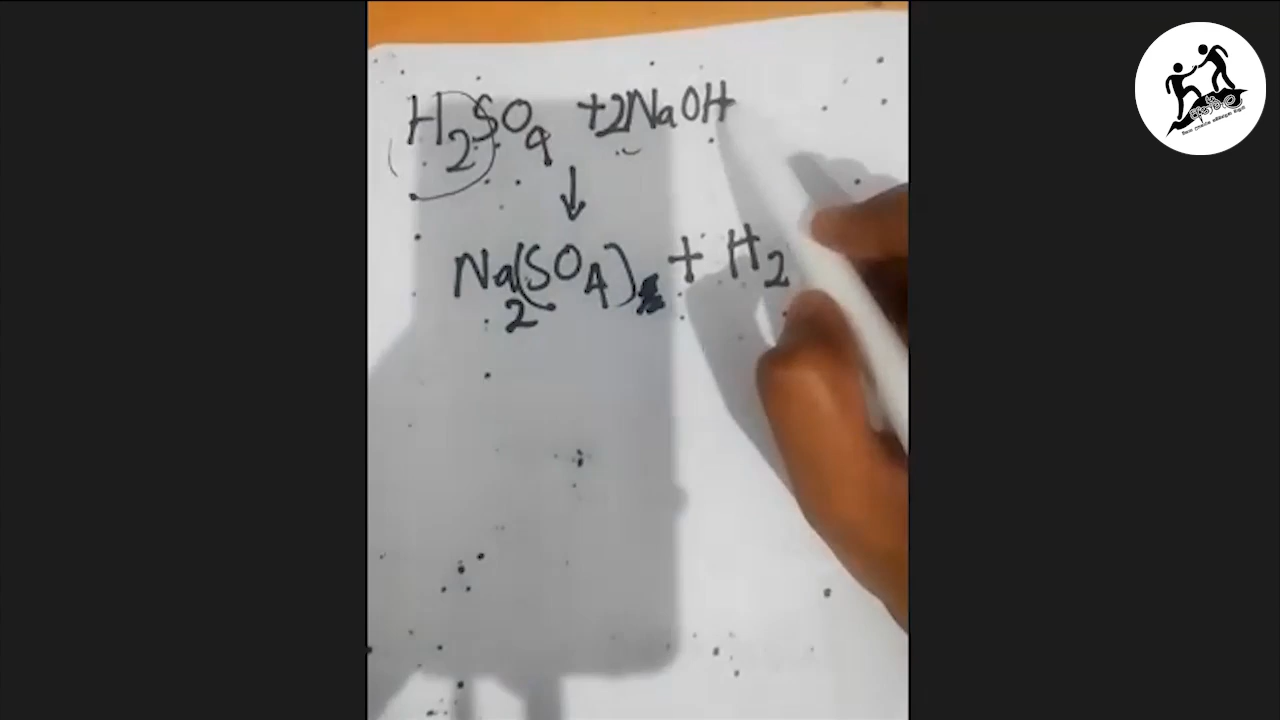 H₂SO₄ +2NaOH
↓
Na₂(SO₄) + H₂